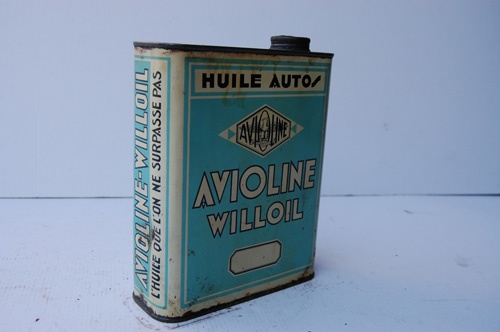 HUILE AUTOS
AVIOLINE
AVIOLINE
WILLOIL
AVIOLINE-WILLOIL
L'HUILE QUE L'ON NE SURPASSE PAS